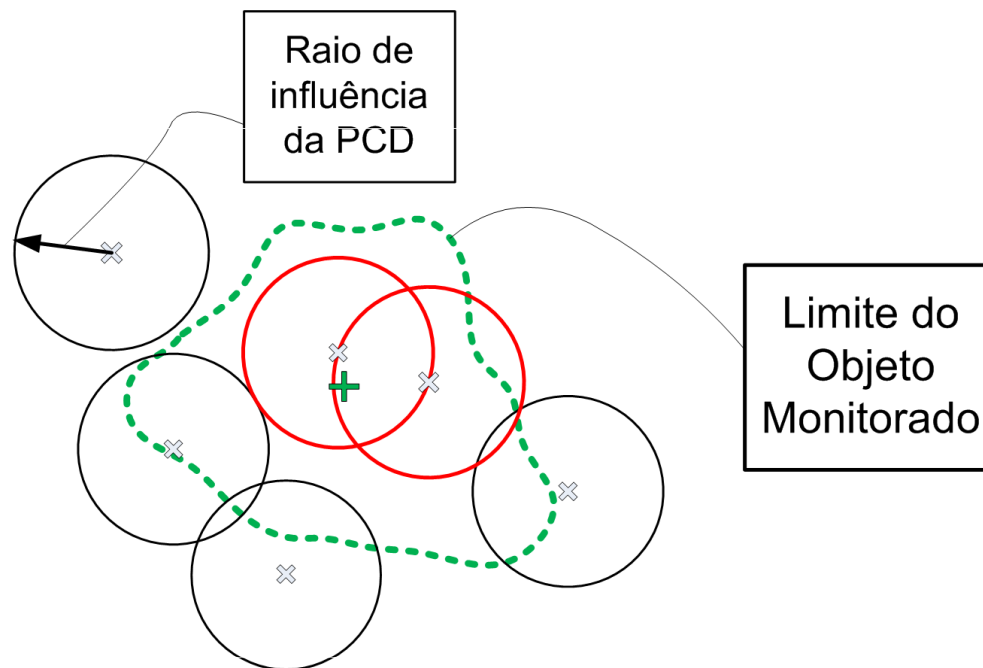 Raio de
influência
da PCD
Limite do
Objeto
Monitorado